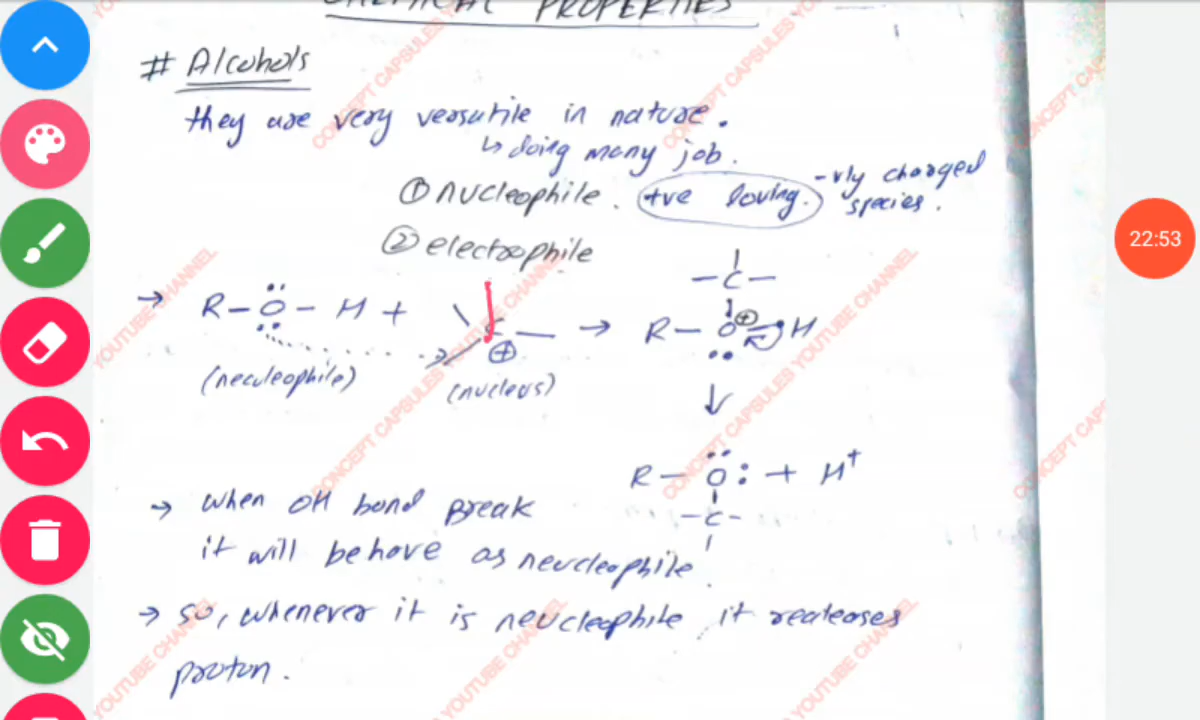 CHEMICAL PROPERTIES
# Alcohols
they are very versatile in nature.
↳ doing many job.
① nucleophile. +ve loving. -vly charged species.
② electrophile
→ R–Ö–H + C⊕ → R–O⊕–H
–C–
(neculeophile) (nucleus)
↓
R–Ö: + H⁺
–C–
→ when OH bond Break
it will behave as neucleophile.
→ So, whenever it is neucleophile, it realeases
proton.
22:53
CONCEPT CAPSULES YOUTUBE CHANNEL